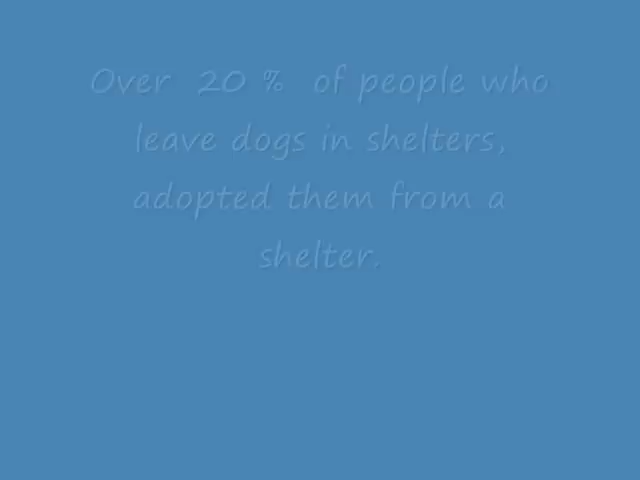 Over 20 % of people who
leave dogs in shelters,
adopted them from a
shelter.